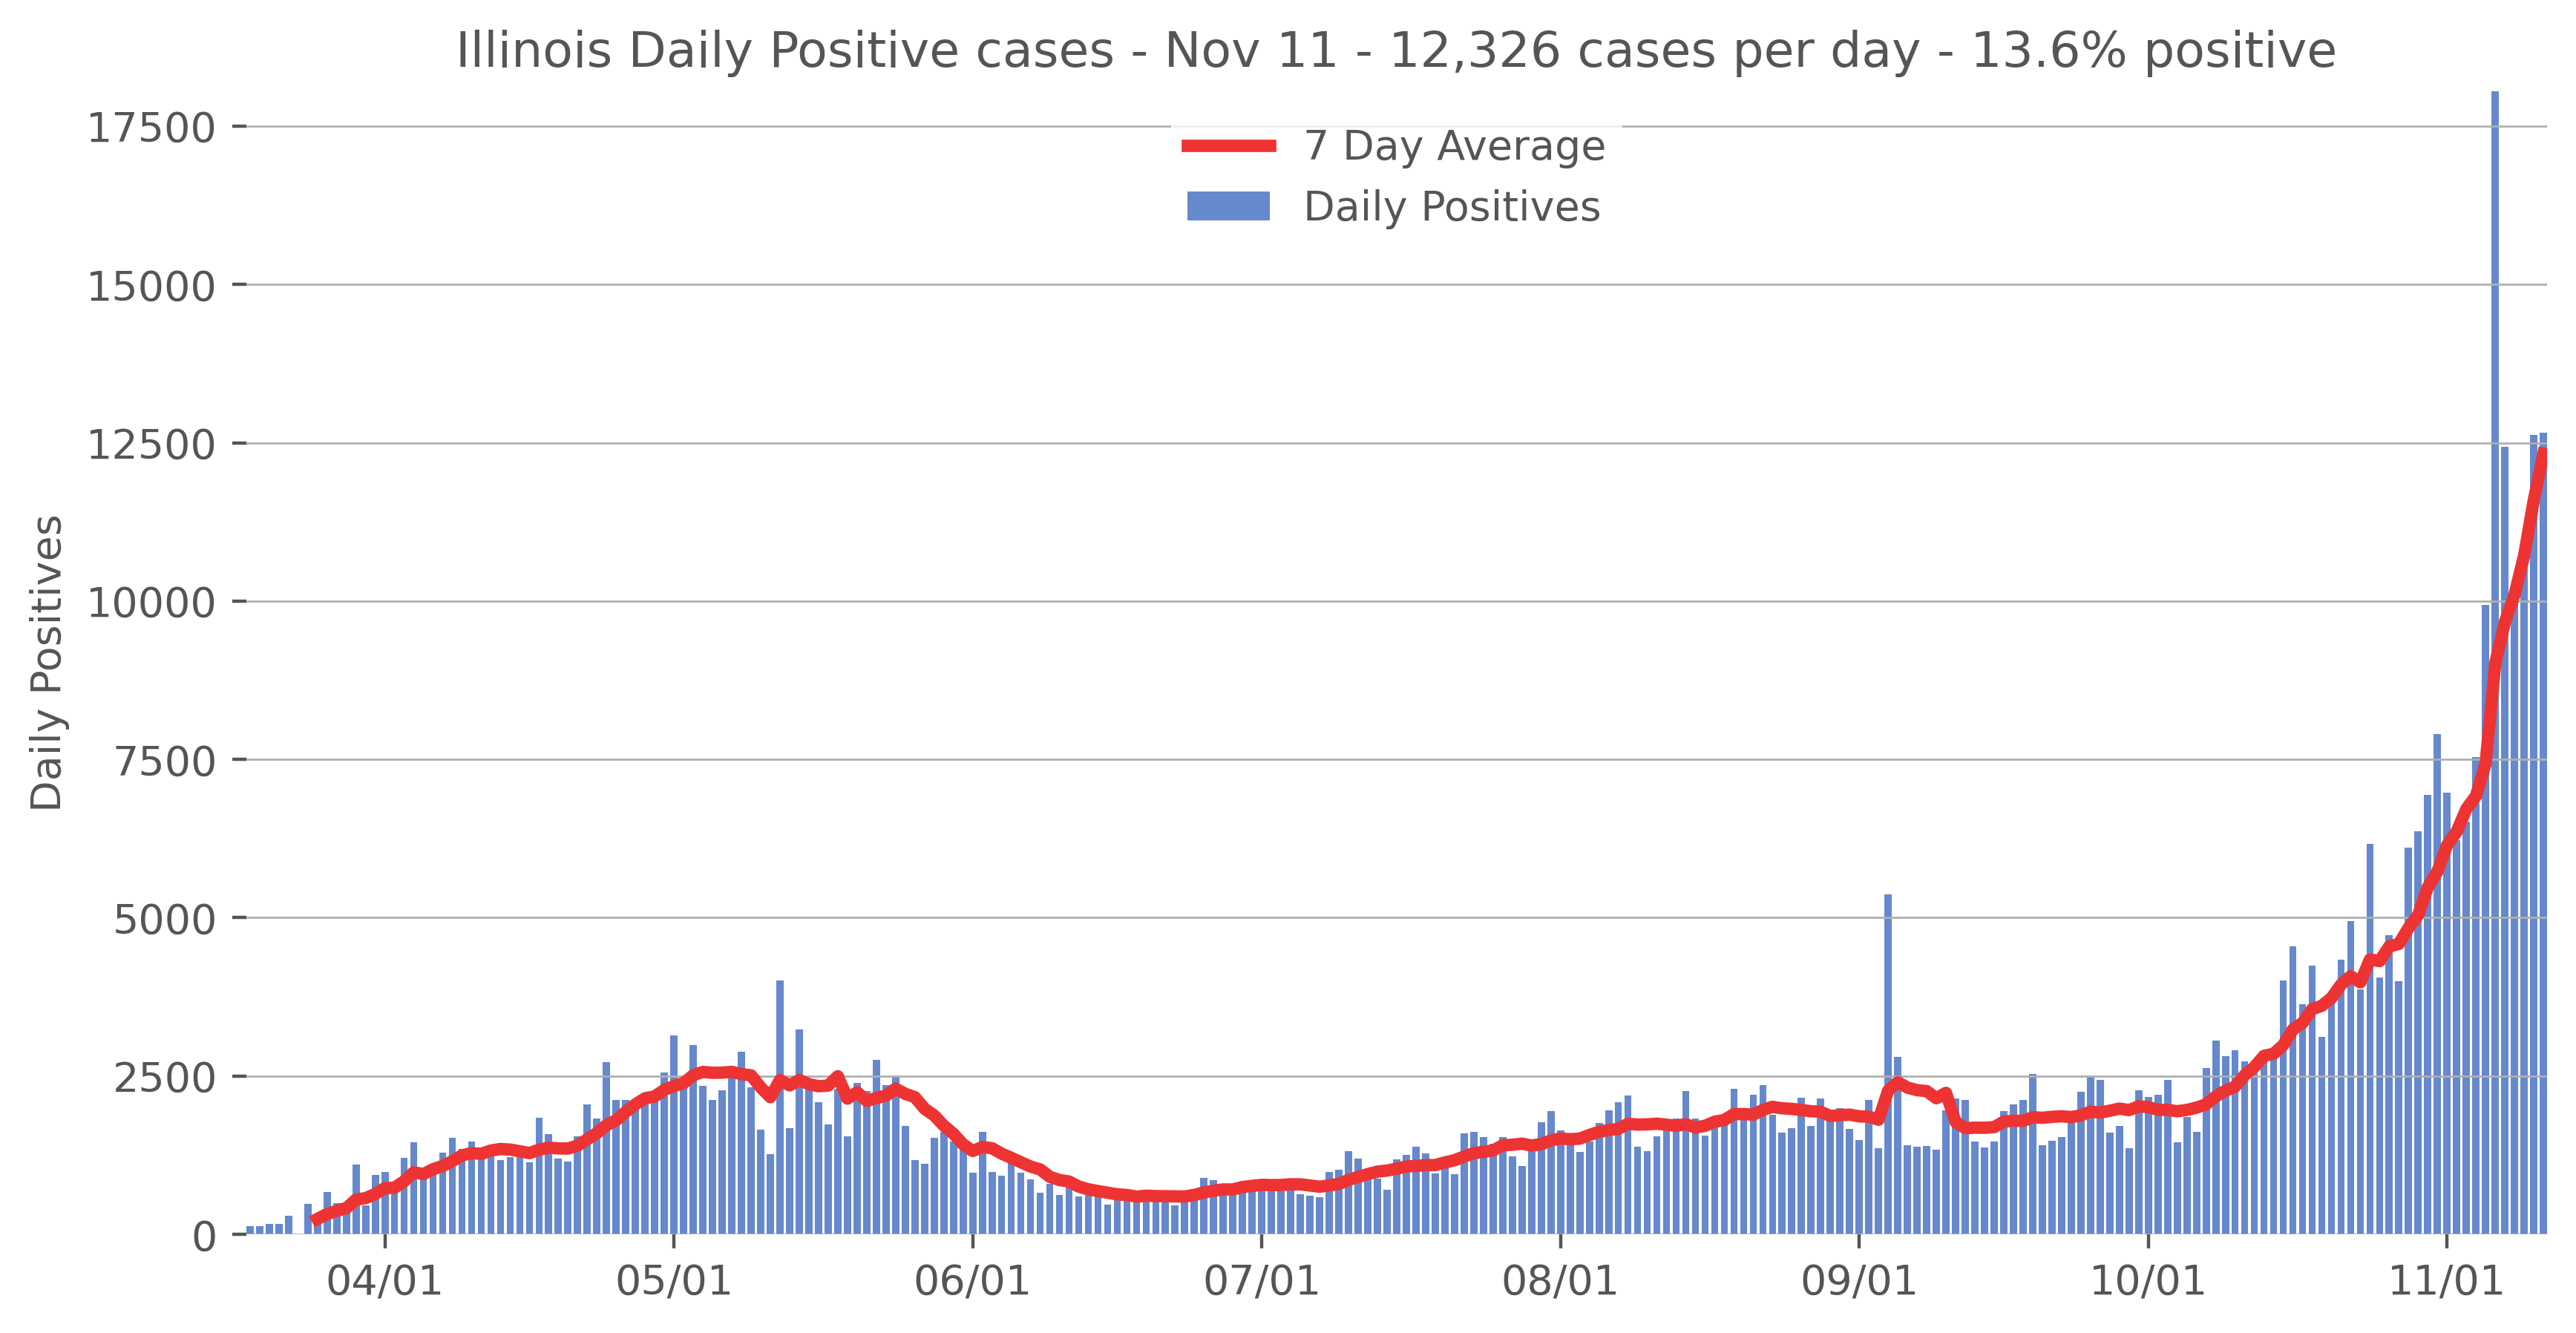 Illinois Daily Positive cases - Nov 11 - 12,326 cases per day - 13.6% positive
7 Day Average
Daily Positives
Daily Positives
17500
15000
12500
10000
7500
5000
2500
0
04/01 05/01 06/01 07/01 08/01 09/01 10/01 11/01